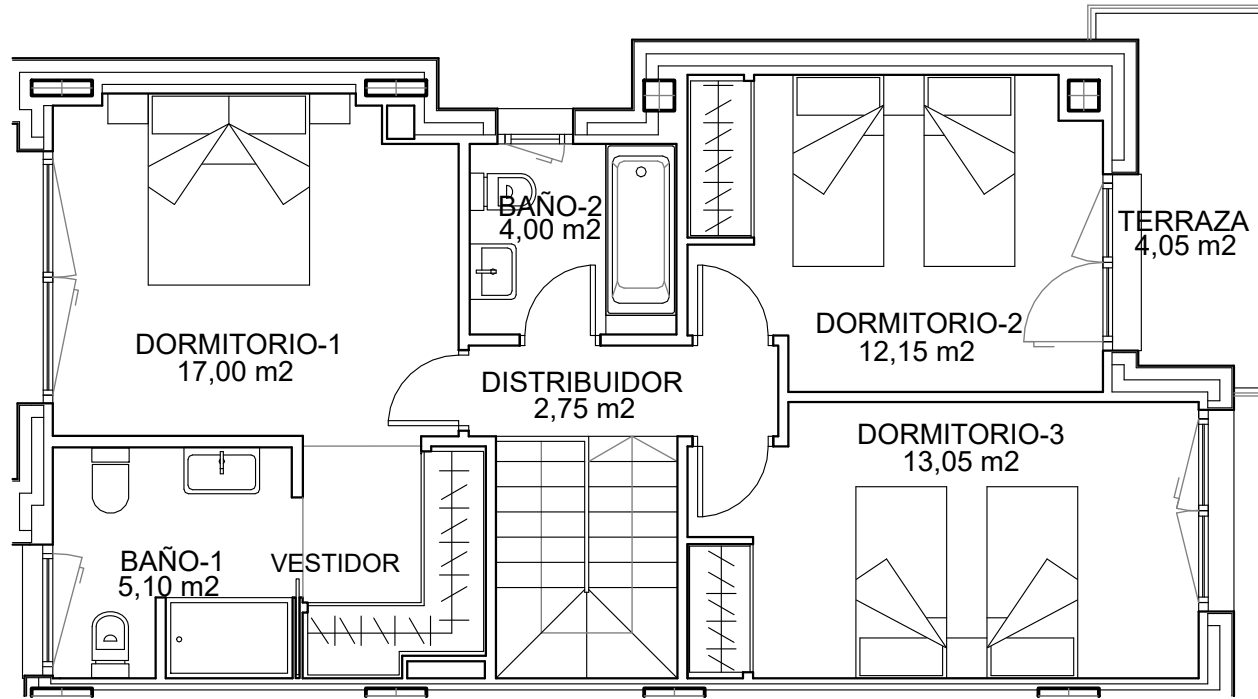 BAÑO-2
4,00 m2
TERRAZA
4,05 m2
DORMITORIO-1
17,00 m2
DORMITORIO-2
12,15 m2
DISTRIBUIDOR
2,75 m2
DORMITORIO-3
13,05 m2
BAÑO-1
5,10 m2
VESTIDOR